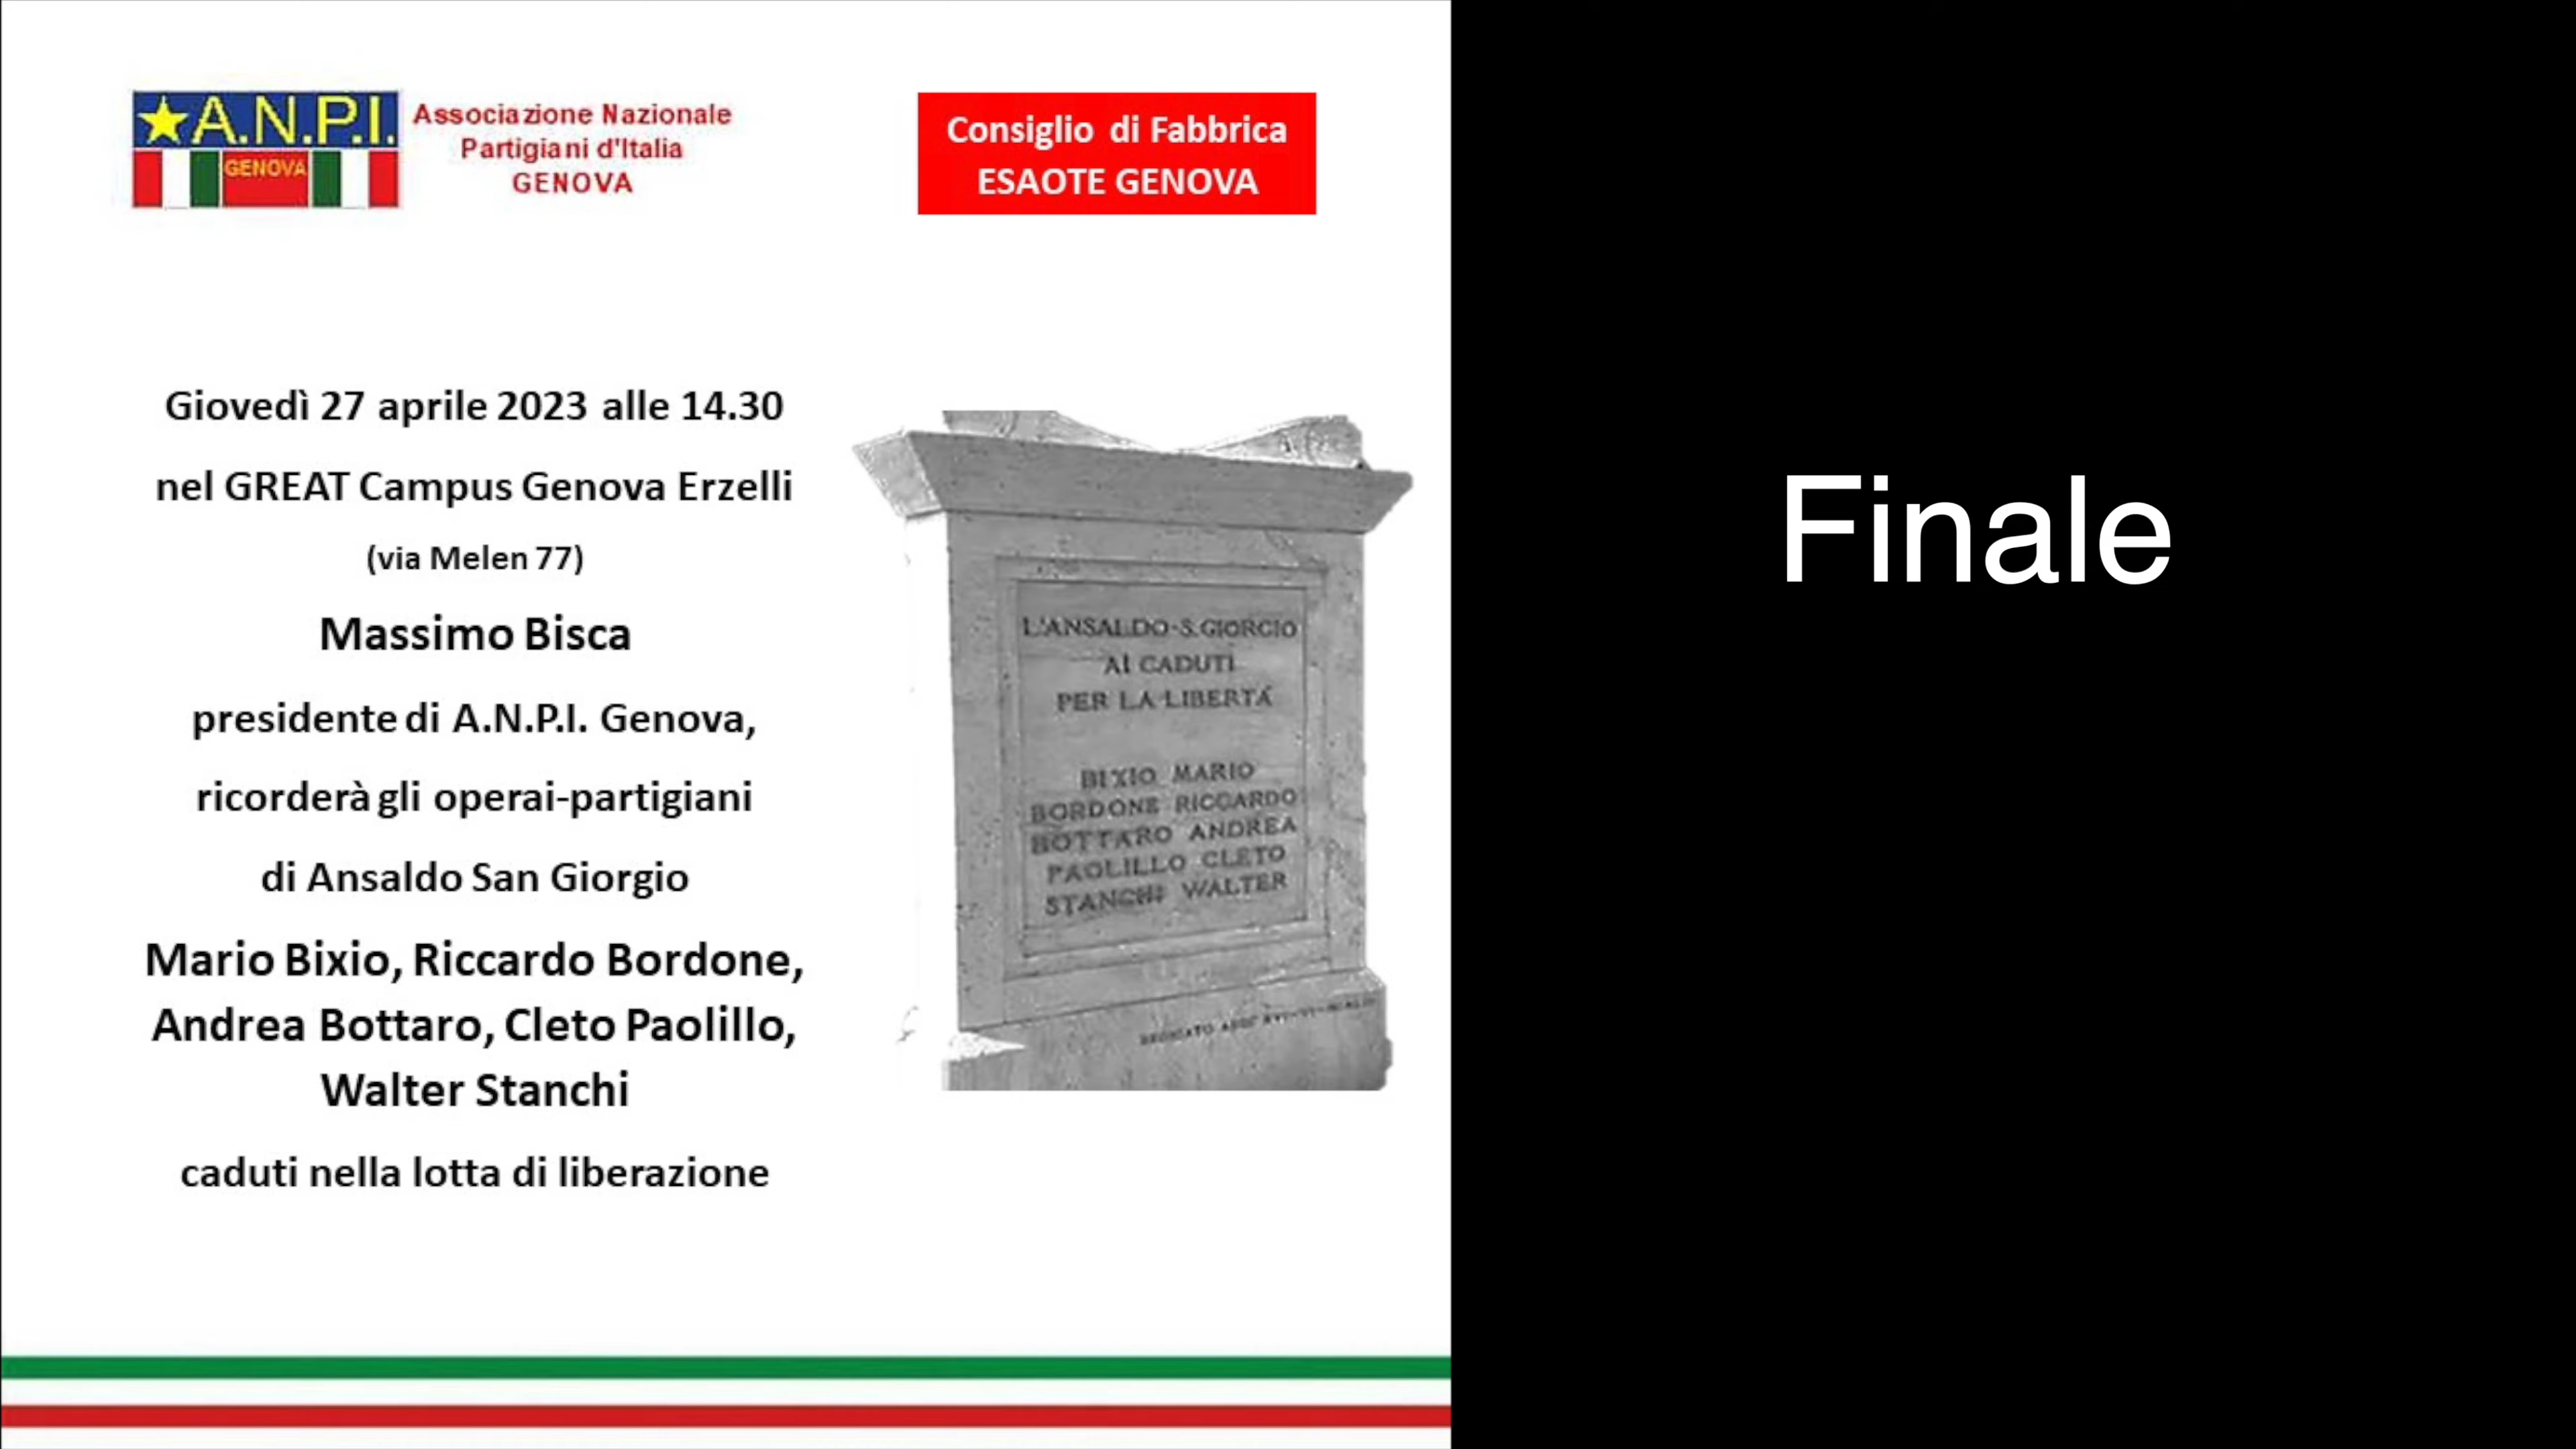 ★A.N.P.I.
GENOVA
Associazione Nazionale
Partigiani d'Italia
GENOVA
Consiglio di Fabbrica
ESAOTE GENOVA
Giovedì 27 aprile 2023 alle 14.30
nel GREAT Campus Genova Erzelli
(via Melen 77)
Massimo Bisca
presidente di A.N.P.I. Genova,
ricorderà gli operai-partigiani
di Ansaldo San Giorgio
Mario Bixio, Riccardo Bordone,
Andrea Bottaro, Cleto Paolillo,
Walter Stanchi
caduti nella lotta di liberazione
L'ANSALDO-S.GIORGIO
AI CADUTI
PER LA LIBERTÁ
BIXIO MARIO
BORDONE RICCARDO
BOTTARO ANDREA
PAOLILLO CLETO
STANCHI WALTER
Finale